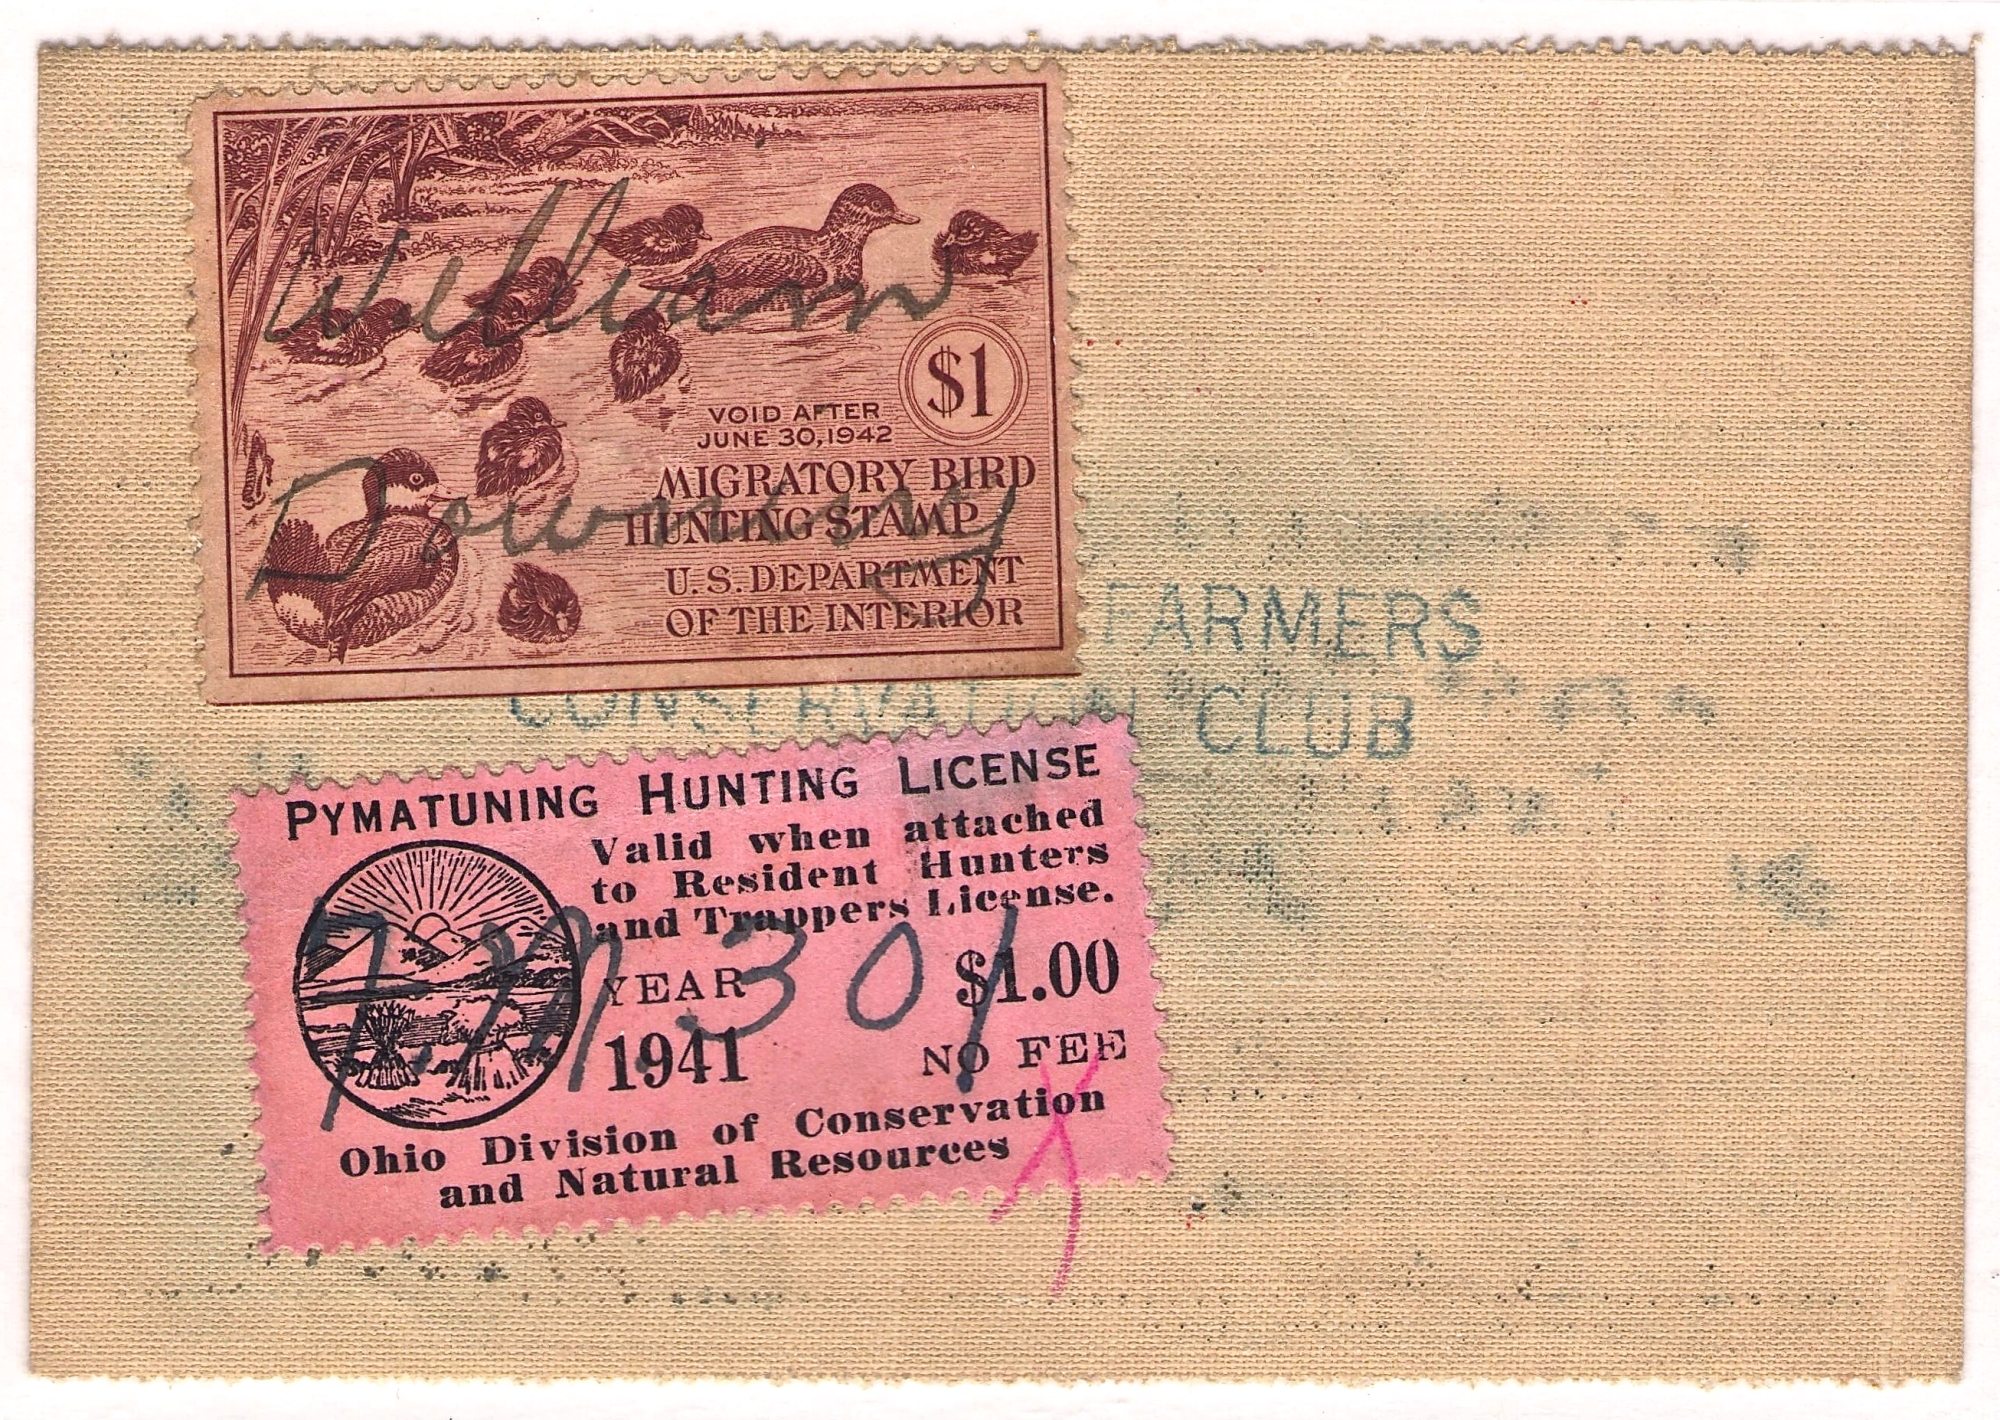 William
$1
VOID AFTER
JUNE 30, 1942
MIGRATORY BIRD
HUNTING STAMP
Downing
U. S. DEPARTMENT
OF THE INTERIOR
FARMERS
CONSERVATION CLUB
PYMATUNING HUNTING LICENSE
Valid when attached
to Resident Hunters
and Trappers License.
YEAR $1.00
1941 NO FEE
Ohio Division of Conservation
and Natural Resources